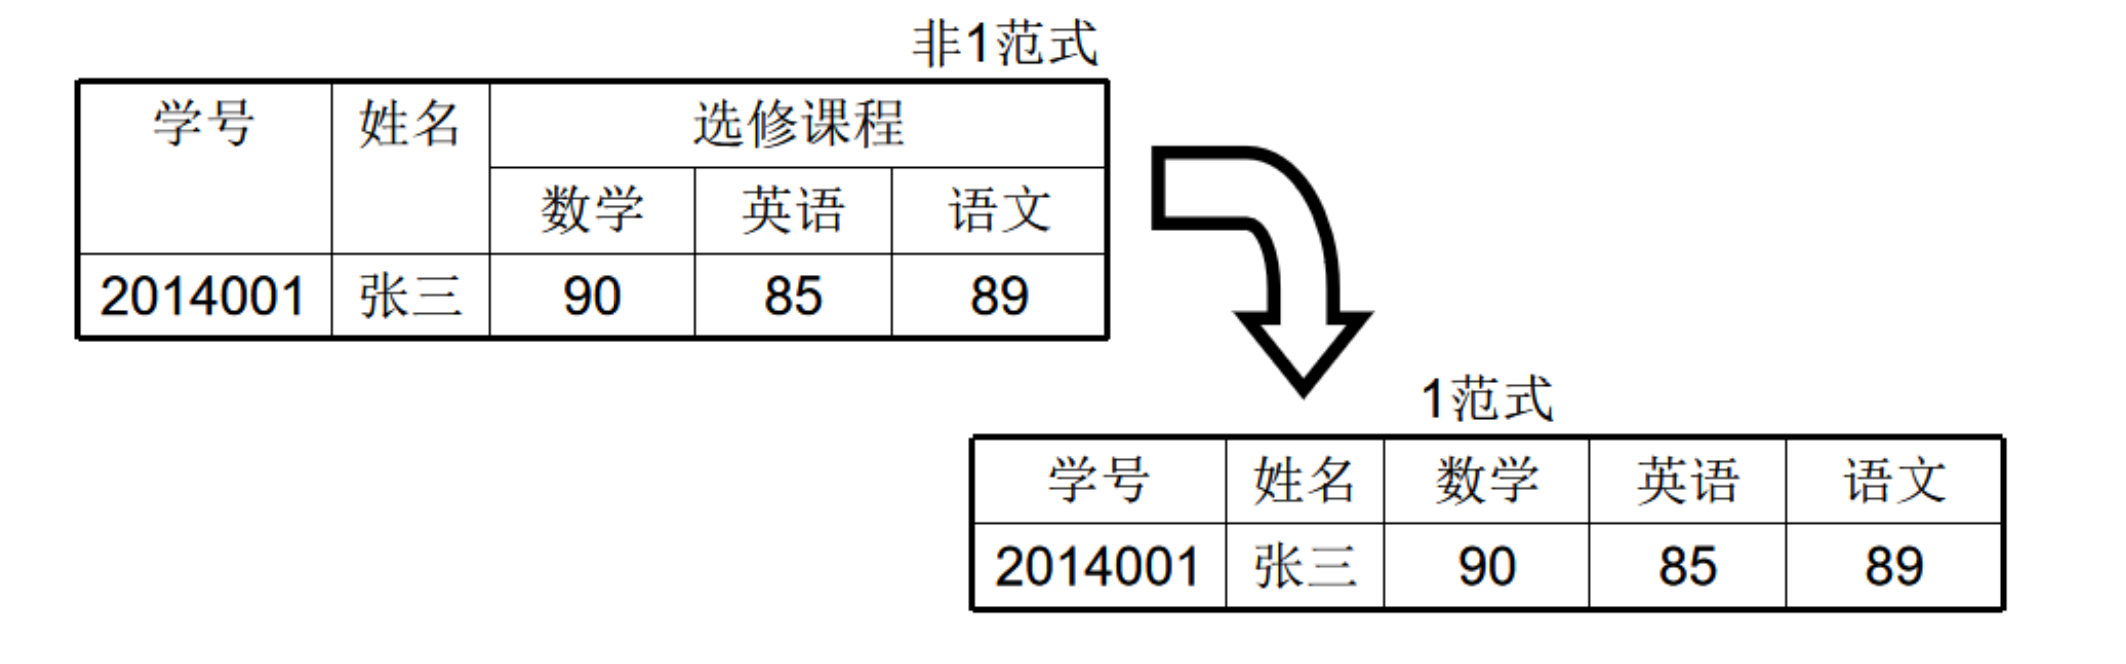 非1范式
学号 姓名 选修课程
数学 英语 语文
2014001 张三 90 85 89
1范式
学号 姓名 数学 英语 语文
2014001 张三 90 85 89